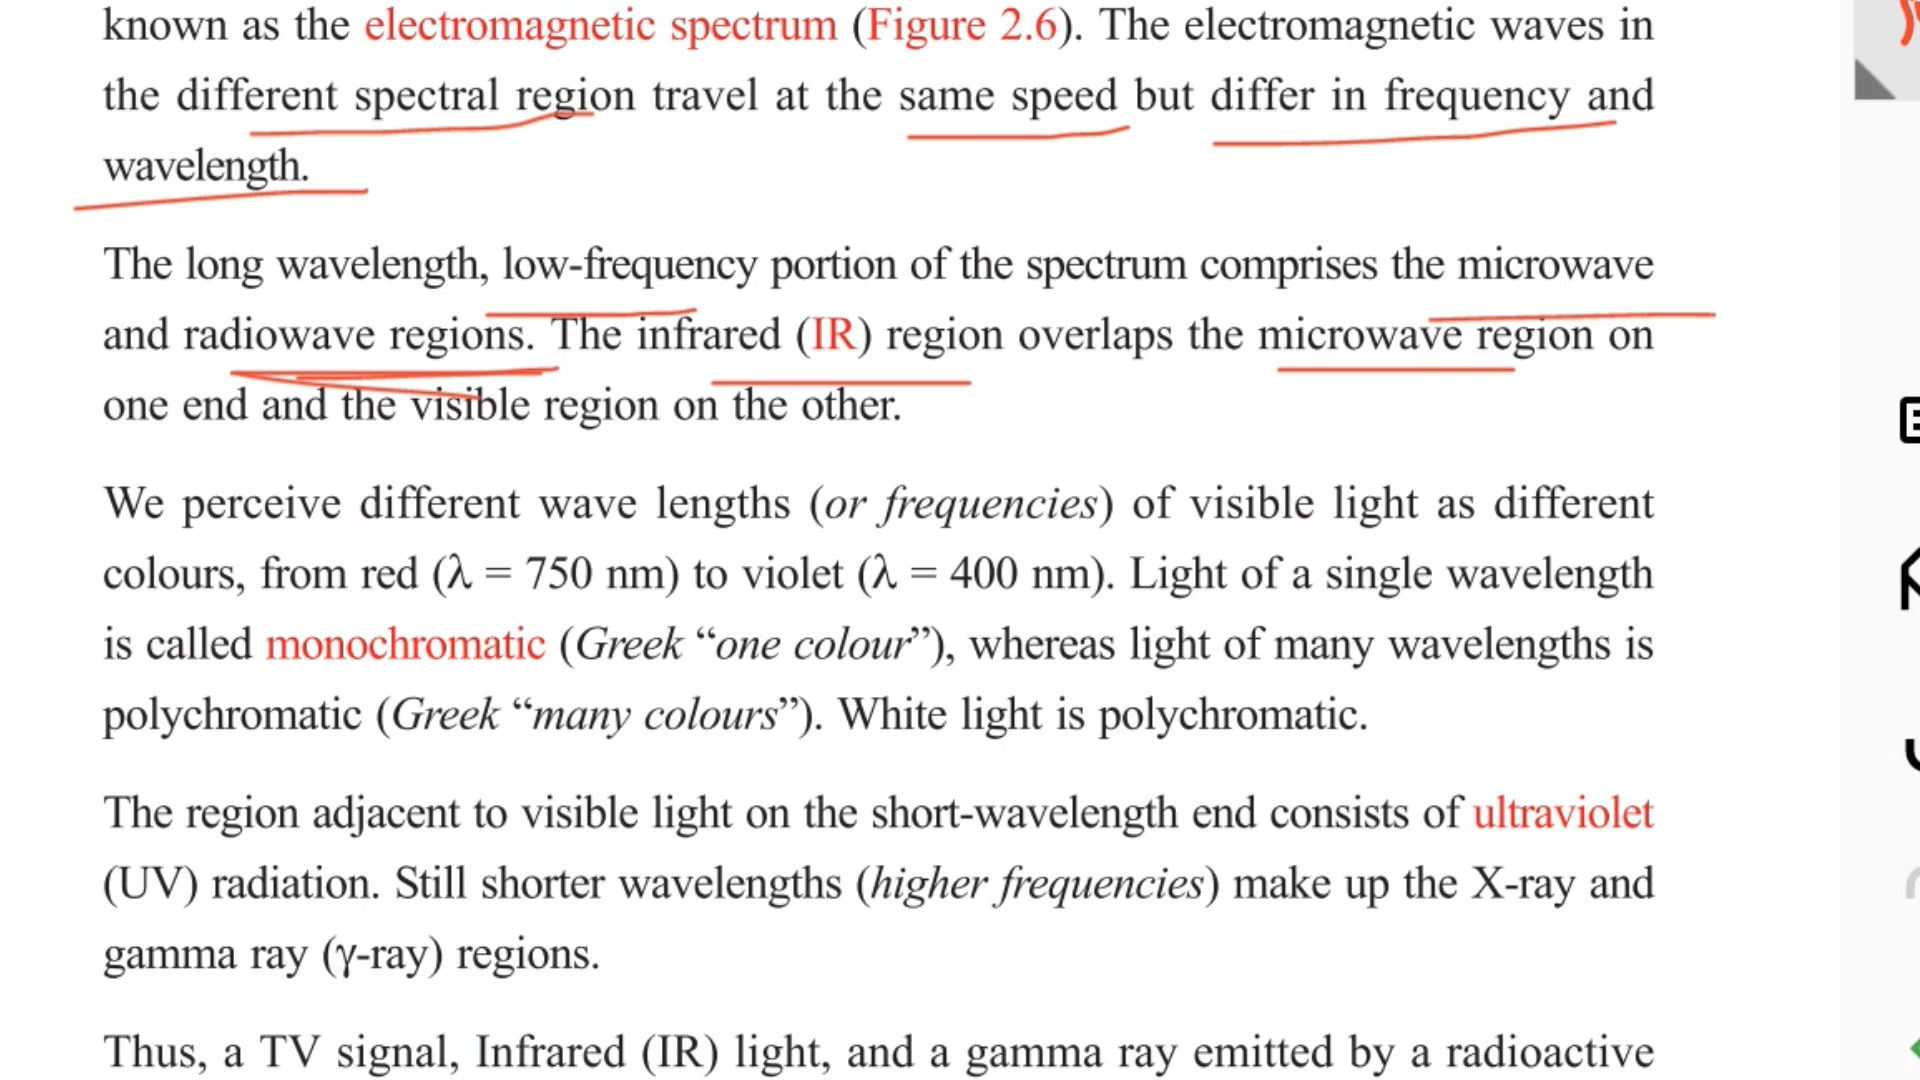 known as the electromagnetic spectrum (Figure 2.6). The electromagnetic waves in
the different spectral region travel at the same speed but differ in frequency and
wavelength.
The long wavelength, low-frequency portion of the spectrum comprises the microwave
and radiowave regions. The infrared (IR) region overlaps the microwave region on
one end and the visible region on the other.
We perceive different wave lengths (or frequencies) of visible light as different
colours, from red (λ = 750 nm) to violet (λ = 400 nm). Light of a single wavelength
is called monochromatic (Greek “one colour”), whereas light of many wavelengths is
polychromatic (Greek “many colours”). White light is polychromatic.
The region adjacent to visible light on the short-wavelength end consists of ultraviolet
(UV) radiation. Still shorter wavelengths (higher frequencies) make up the X-ray and
gamma ray (γ-ray) regions.
Thus, a TV signal, Infrared (IR) light, and a gamma ray emitted by a radioactive